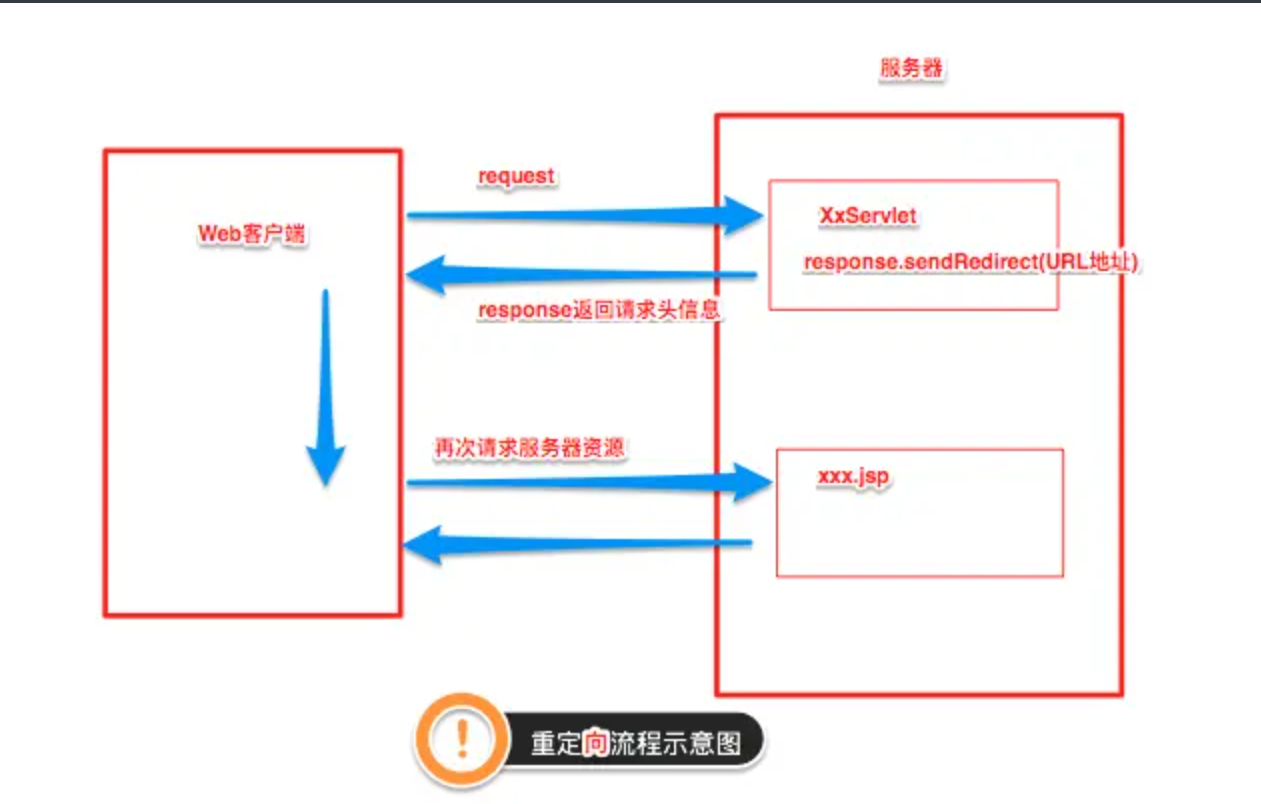 服务器
request
Web客户端
XxServlet
response.sendRedirect(URL地址)
response返回请求头信息
再次请求服务器资源
xxx.jsp
重定向流程示意图